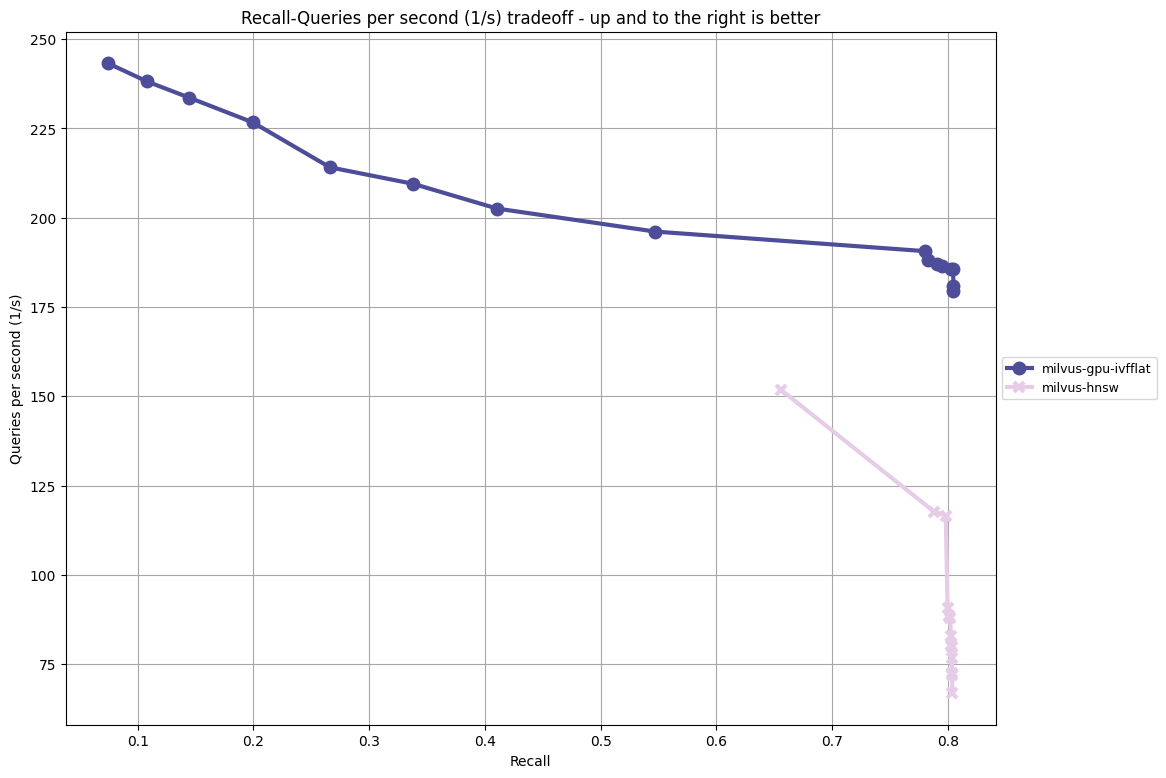 Recall-Queries per second (1/s) tradeoff - up and to the right is better
250
225
200
175
150
125
100
75
Queries per second (1/s)
0.1 0.2 0.3 0.4 0.5 0.6 0.7 0.8
Recall
milvus-gpu-ivfflat
milvus-hnsw